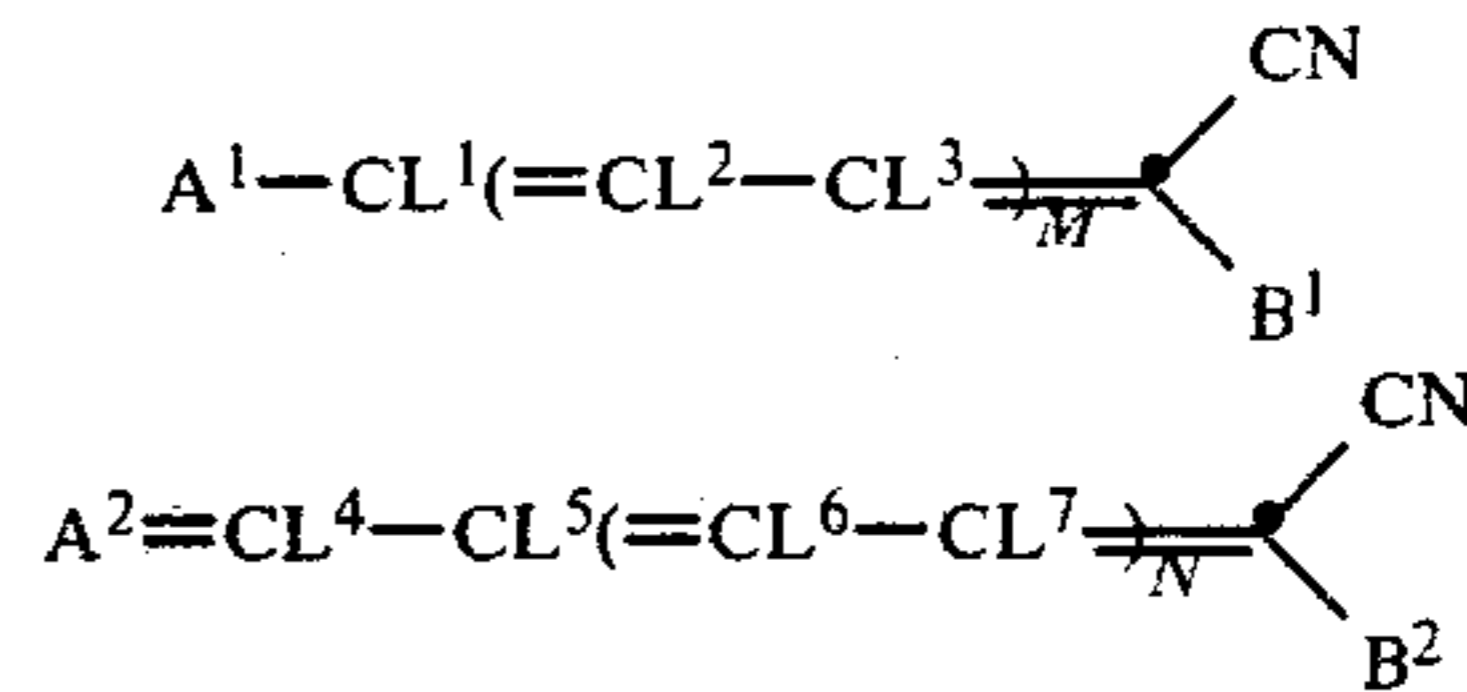 CN
A¹—CL¹(=CL²—CL³=)M
B¹
CN
A²=CL⁴—CL⁵(=CL⁶—CL⁷=)N
B²